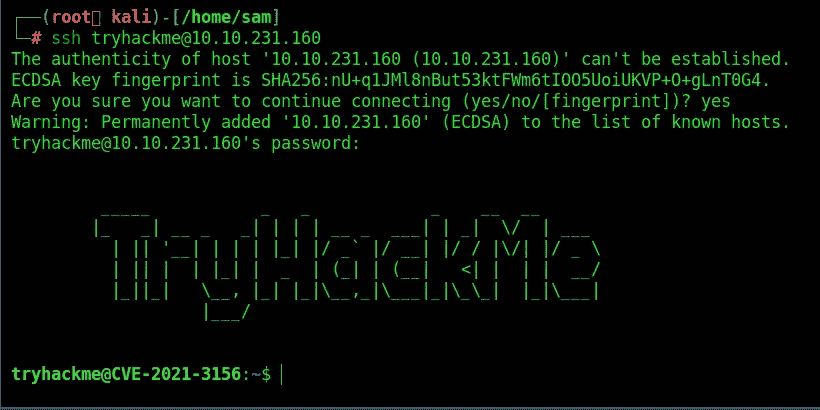 ┌──(root kali)-[/home/sam]
└─# ssh tryhackme@10.10.231.160
The authenticity of host '10.10.231.160 (10.10.231.160)' can't be established.
ECDSA key fingerprint is SHA256:nU+q1JMl8nBut53ktFWm6tIOO5UoiUKVP+O+gLnT0G4.
Are you sure you want to continue connecting (yes/no/[fingerprint])? yes
Warning: Permanently added '10.10.231.160' (ECDSA) to the list of known hosts.
tryhackme@10.10.231.160's password:
TryHackMe
tryhackme@CVE-2021-3156:~$